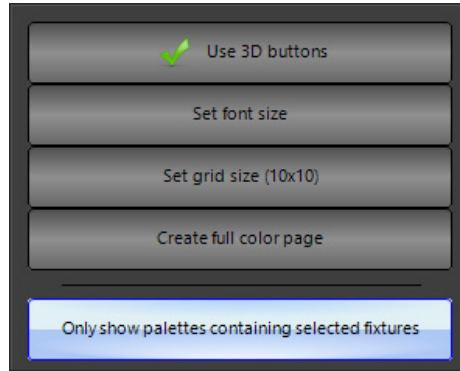 Use 3D buttons
Set font size
Set grid size (10x10)
Create full color page
Only show palettes containing selected fixtures